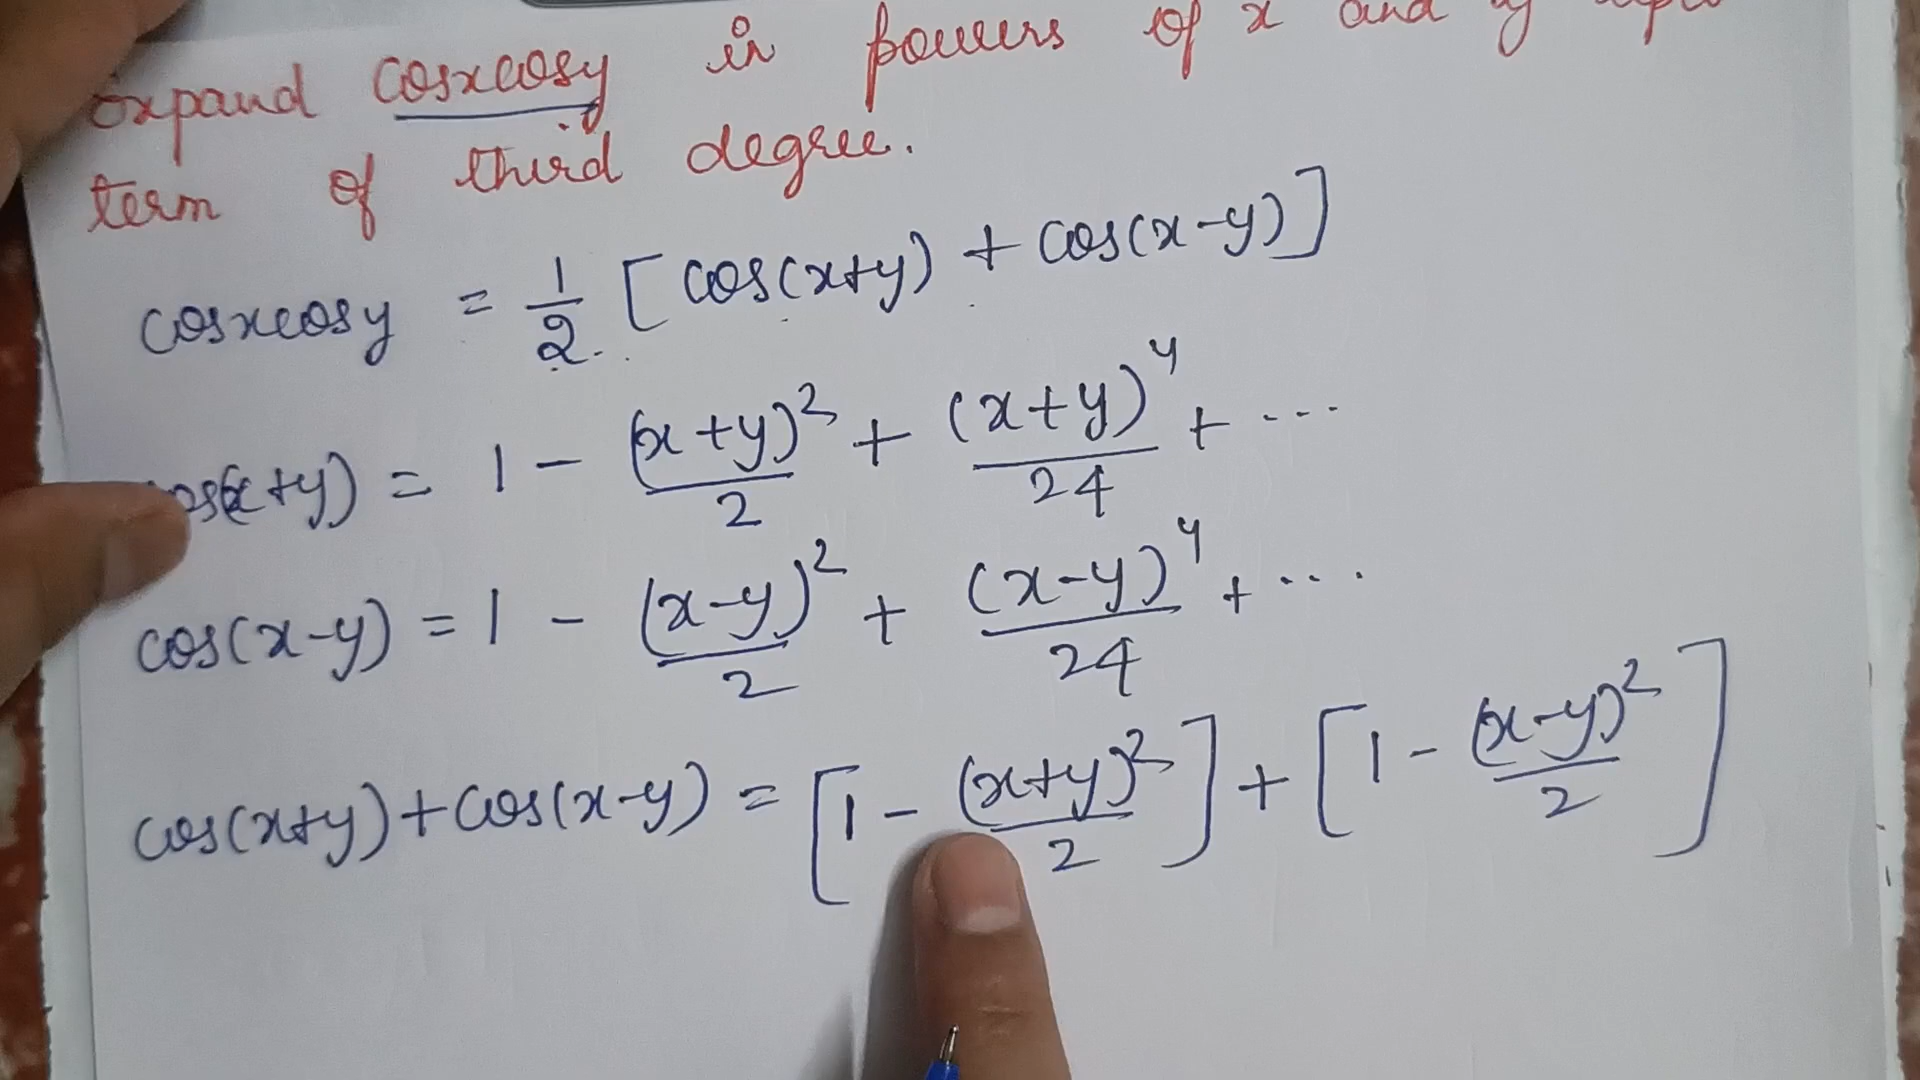 Expand cosxcosy in powers of x and y
term of third degree.
cosxcosy = 1/2 [cos(x+y) + cos(x-y)]
cos(x+y) = 1 - (x+y)²/2 + (x+y)⁴/24 + ...
cos(x-y) = 1 - (x-y)²/2 + (x-y)⁴/24 + ...
cos(x+y)+cos(x-y) = [1 - (x+y)²/2] + [1 - (x-y)²/2]